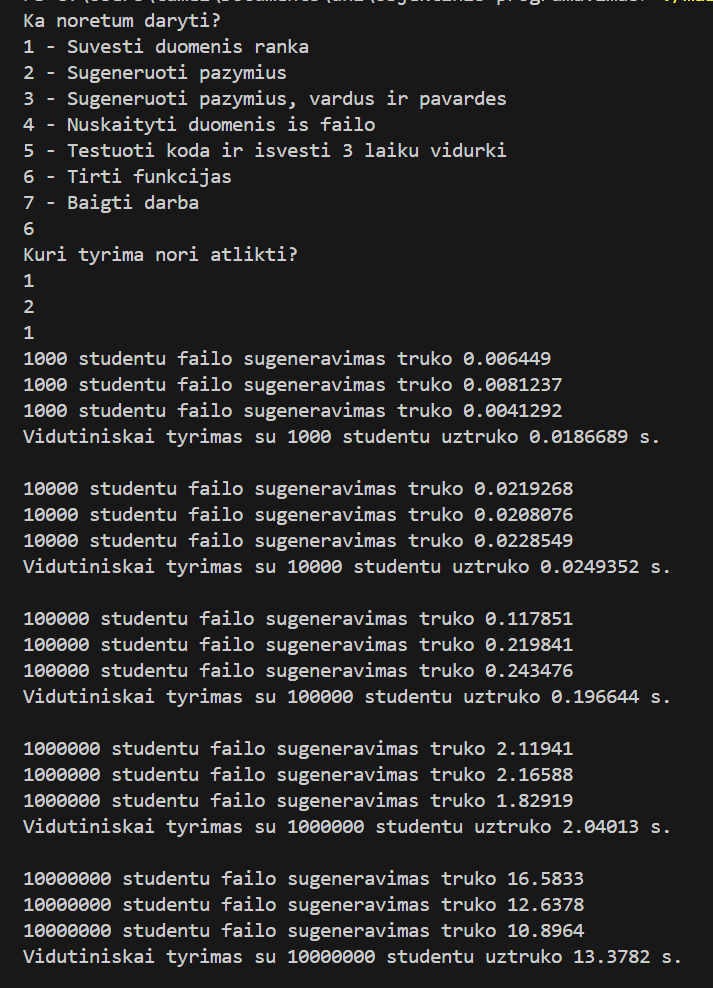 Ka noretum daryti?
1 - Suvesti duomenis ranka
2 - Sugeneruoti pazymius
3 - Sugeneruoti pazymius, vardus ir pavardes
4 - Nuskaityti duomenis is failo
5 - Testuoti koda ir isvesti 3 laiku vidurki
6 - Tirti funkcijas
7 - Baigti darba
6
Kuri tyrima nori atlikti?
1
2
1
1000 studentu failo sugeneravimas truko 0.006449
1000 studentu failo sugeneravimas truko 0.0081237
1000 studentu failo sugeneravimas truko 0.0041292
Vidutiniskai tyrimas su 1000 studentu uztruko 0.0186689 s.
10000 studentu failo sugeneravimas truko 0.0219268
10000 studentu failo sugeneravimas truko 0.0208076
10000 studentu failo sugeneravimas truko 0.0228549
Vidutiniskai tyrimas su 10000 studentu uztruko 0.0249352 s.
100000 studentu failo sugeneravimas truko 0.117851
100000 studentu failo sugeneravimas truko 0.219841
100000 studentu failo sugeneravimas truko 0.243476
Vidutiniskai tyrimas su 100000 studentu uztruko 0.196644 s.
1000000 studentu failo sugeneravimas truko 2.11941
1000000 studentu failo sugeneravimas truko 2.16588
1000000 studentu failo sugeneravimas truko 1.82919
Vidutiniskai tyrimas su 1000000 studentu uztruko 2.04013 s.
10000000 studentu failo sugeneravimas truko 16.5833
10000000 studentu failo sugeneravimas truko 12.6378
10000000 studentu failo sugeneravimas truko 10.8964
Vidutiniskai tyrimas su 10000000 studentu uztruko 13.3782 s.